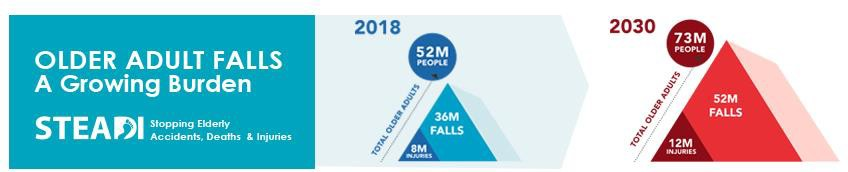 OLDER ADULT FALLS
A Growing Burden
STEADI
Stopping Elderly
Accidents, Deaths & Injuries
2018
52M
PEOPLE
TOTAL OLDER ADULTS
36M
FALLS
8M
INJURIES
2030
73M
PEOPLE
TOTAL OLDER ADULTS
52M
FALLS
12M
INJURIES